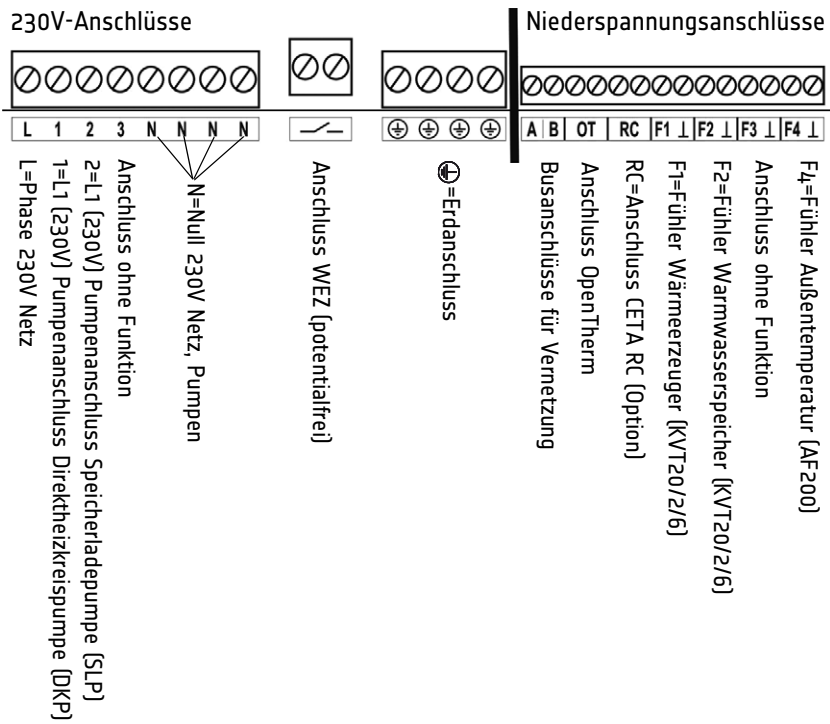 230V-Anschlüsse
Niederspannungsanschlüsse
L 1 2 3 N N N N
A B OT RC F1 ⊥ F2 ⊥ F3 ⊥ F4 ⊥
L=Phase 230V Netz
1=L1 (230V) Pumpenanschluss Direktheizkreispumpe (DKP)
2=L1 (230V) Pumpenanschluss Speicherladepumpe (SLP)
Anschluss ohne Funktion
N=Null 230V Netz, Pumpen
Anschluss WEZ (potentialfrei)
⏚=Erdanschluss
Busanschlüsse für Vernetzung
Anschluss OpenTherm
RC=Anschluss CETA RC (Option)
F1=Fühler Wärmeerzeuger (KVT20/2/6)
F2=Fühler Warmwasserspeicher (KVT20/2/6)
Anschluss ohne Funktion
F4=Fühler Außentemperatur (AF200)